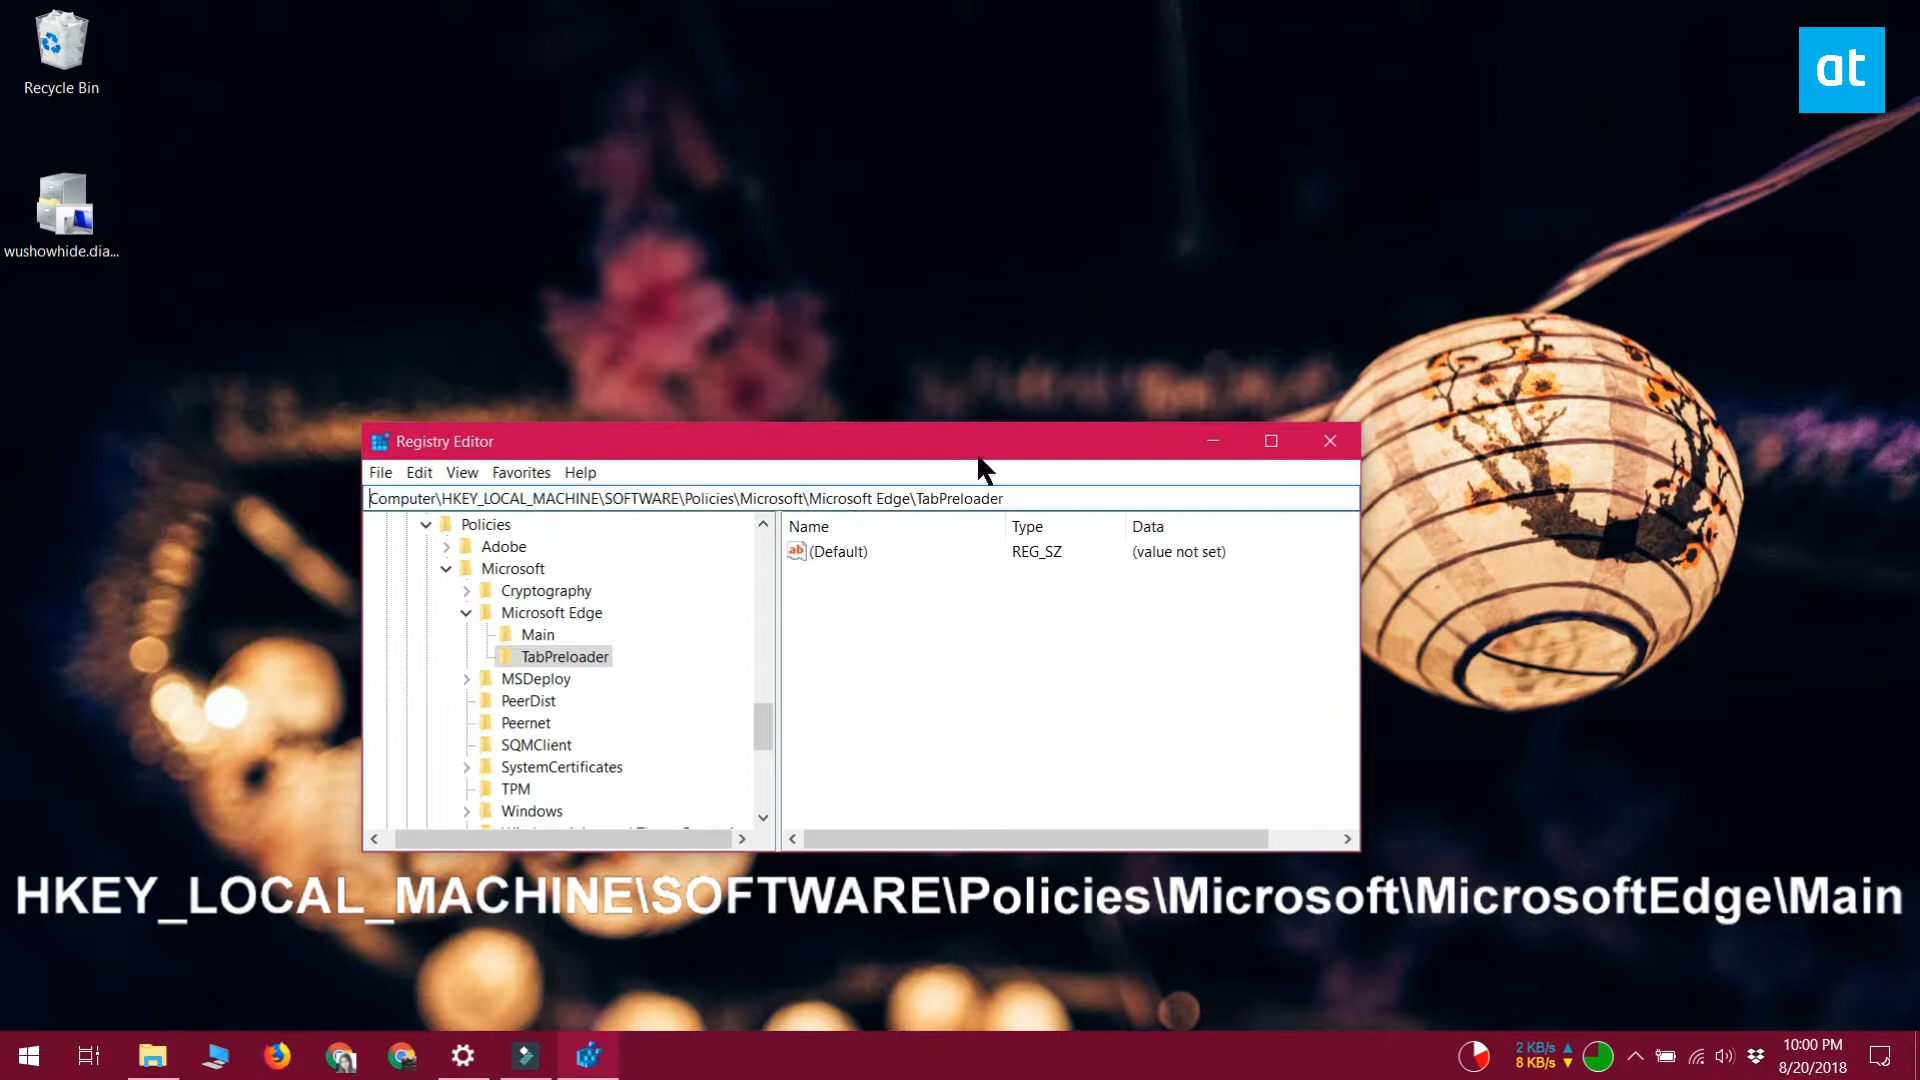 Recycle Bin
at
wushowhide.dia...
Registry Editor
File Edit View Favorites Help
Computer\HKEY_LOCAL_MACHINE\SOFTWARE\Policies\Microsoft\Microsoft Edge\TabPreloader
Policies
Adobe
Microsoft
Cryptography
Microsoft Edge
Main
TabPreloader
MSDeploy
PeerDist
Peernet
SQMClient
SystemCertificates
TPM
Windows
Name Type Data
ab (Default) REG_SZ (value not set)
HKEY_LOCAL_MACHINE\SOFTWARE\Policies\Microsoft\MicrosoftEdge\Main
2 KB/s
8 KB/s
10:00 PM
8/20/2018